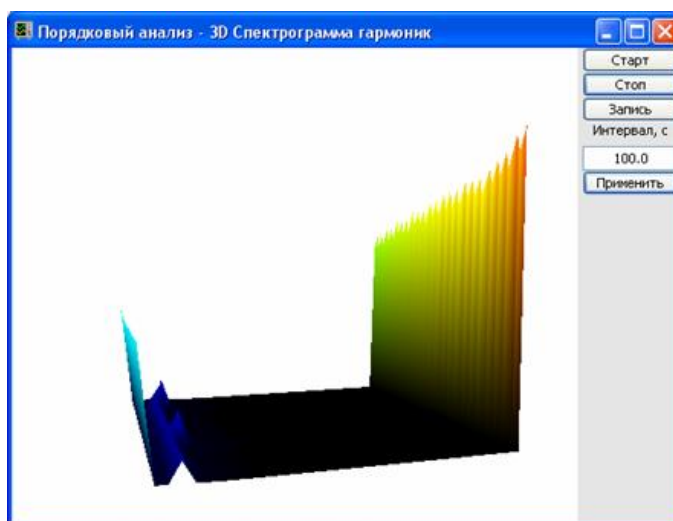 Порядковый анализ - 3D Спектрограмма гармоник
Старт
Стоп
Запись
Интервал, с
100.0
Применить